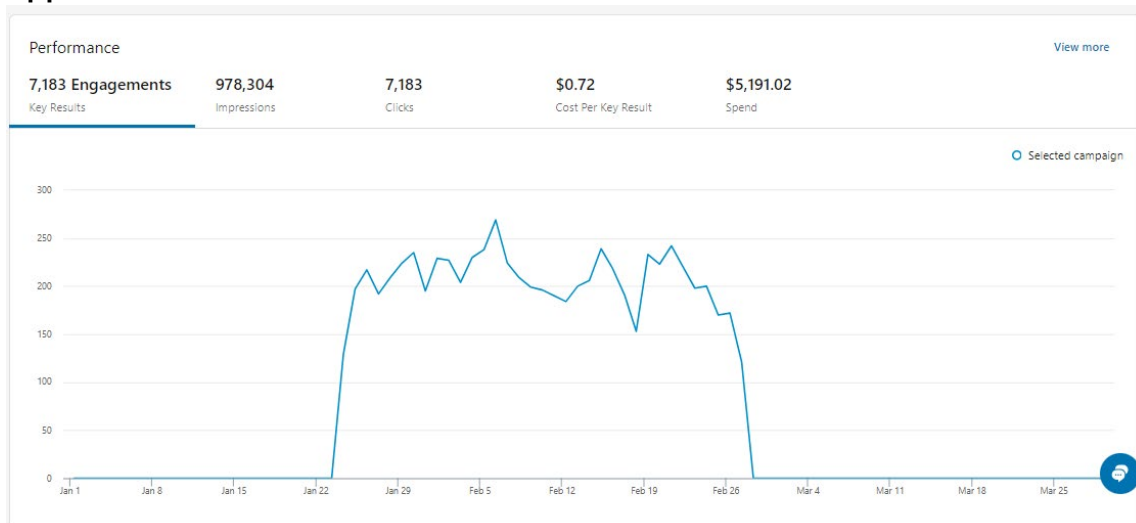 Performance
View more
7,183 Engagements
978,304
7,183
$0.72
$5,191.02
Key Results
Impressions
Clicks
Cost Per Key Result
Spend
Selected campaign
300
250
200
150
100
50
0
Jan 1
Jan 8
Jan 15
Jan 22
Jan 29
Feb 5
Feb 12
Feb 19
Feb 26
Mar 4
Mar 11
Mar 18
Mar 25